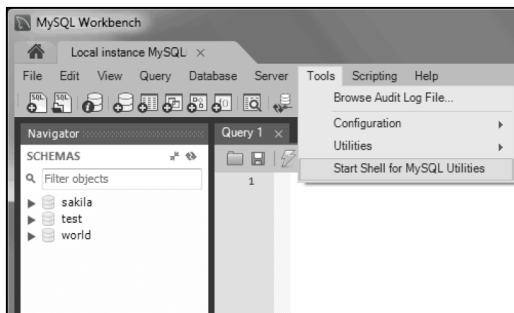 MySQL Workbench
Local instance MySQL
File Edit View Query Database Server Tools Scripting Help
Browse Audit Log File...
Configuration
Utilities
Start Shell for MySQL Utilities
Navigator
SCHEMAS
Filter objects
sakila
test
world
Query 1
1